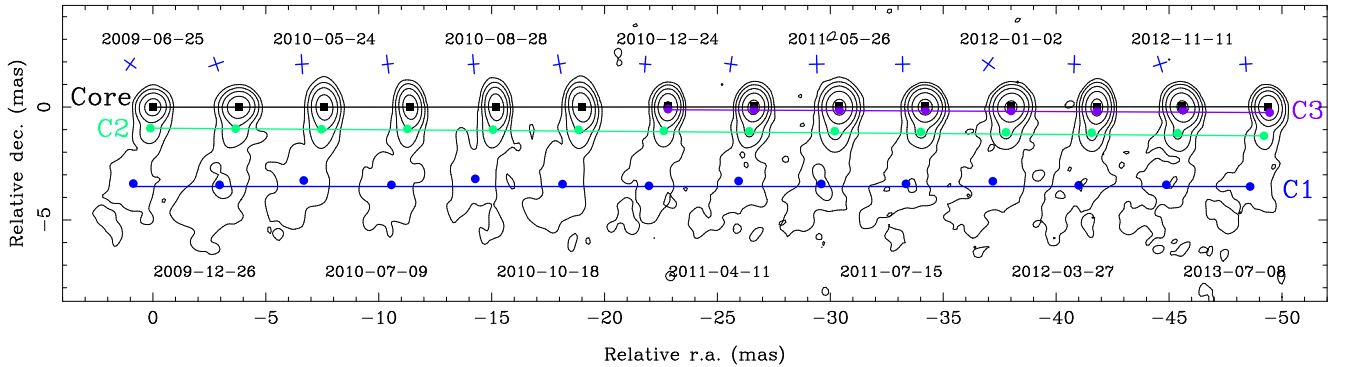 2009-06-25 2010-05-24 2010-08-28 2010-12-24 2011-05-26 2012-01-02 2012-11-11
Core
C3
C2
C1
2009-12-26 2010-07-09 2010-10-18 2011-04-11 2011-07-15 2012-03-27 2013-07-08
0
-5
Relative dec. (mas)
0 -5 -10 -15 -20 -25 -30 -35 -40 -45 -50
Relative r.a. (mas)